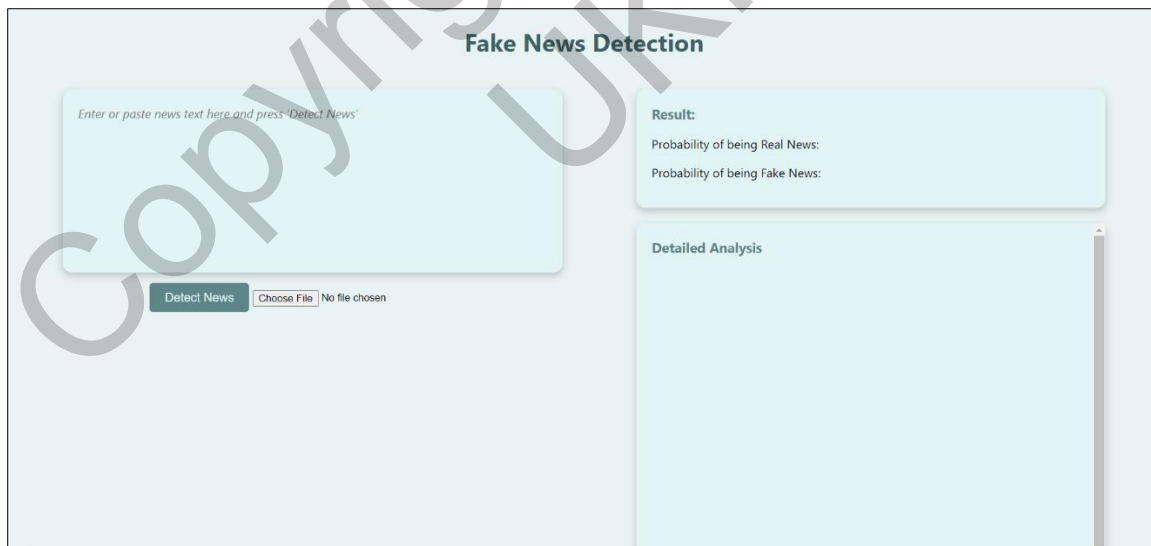 Fake News Detection
Enter or paste news text here and press 'Detect News'
Detect News
Choose File No file chosen
Result:
Probability of being Real News:
Probability of being Fake News:
Detailed Analysis